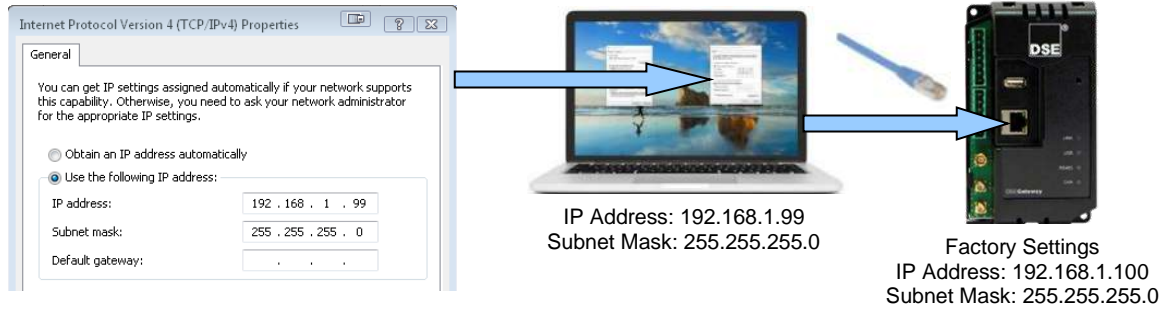 Internet Protocol Version 4 (TCP/IPv4) Properties
General
You can get IP settings assigned automatically if your network supports
this capability. Otherwise, you need to ask your network administrator
for the appropriate IP settings.
Obtain an IP address automatically
Use the following IP address:
IP address: 192 . 168 . 1 . 99
Subnet mask: 255 . 255 . 255 . 0
Default gateway: . . .
IP Address: 192.168.1.99
Subnet Mask: 255.255.255.0
DSE
Gateway
Factory Settings
IP Address: 192.168.1.100
Subnet Mask: 255.255.255.0